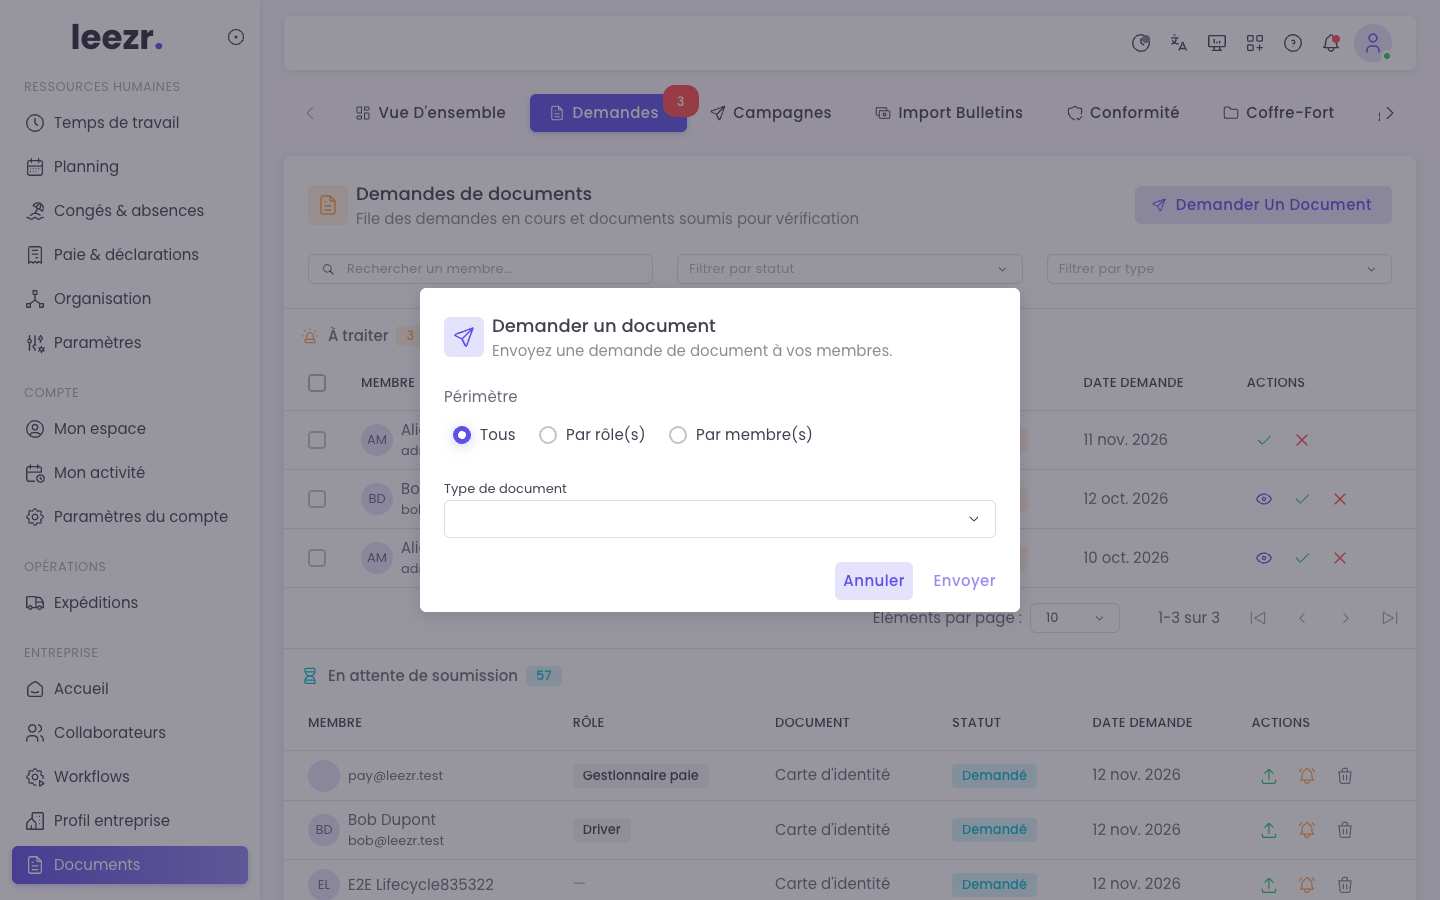 leezr.
RESSOURCES HUMAINES
Temps de travail
Planning
Congés & absences
Paie & déclarations
Organisation
Paramètres
COMPTE
Mon espace
Mon activité
Paramètres du compte
OPÉRATIONS
Expéditions
ENTREPRISE
Accueil
Collaborateurs
Workflows
Profil entreprise
Documents
Vue D'ensemble
Demandes
3
Campagnes
Import Bulletins
Conformité
Coffre-Fort
Demandes de documents
File des demandes en cours et documents soumis pour vérification
Demander Un Document
Rechercher un membre...
Filtrer par statut
Filtrer par type
À traiter 3
MEMBRE DATE DEMANDE ACTIONS
AM 11 nov. 2026
BD 12 oct. 2026
AM 10 oct. 2026
Demander un document
Envoyez une demande de document à vos membres.
Périmètre
Tous Par rôle(s) Par membre(s)
Type de document
Annuler Envoyer
Éléments par page : 10 1-3 sur 3
En attente de soumission 57
MEMBRE RÔLE DOCUMENT STATUT DATE DEMANDE ACTIONS
pay@leezr.test Gestionnaire paie Carte d'identité Demandé 12 nov. 2026
BD Bob Dupont Driver Carte d'identité Demandé 12 nov. 2026
bob@leezr.test
EL E2E Lifecycle835322 — Carte d'identité Demandé 12 nov. 2026